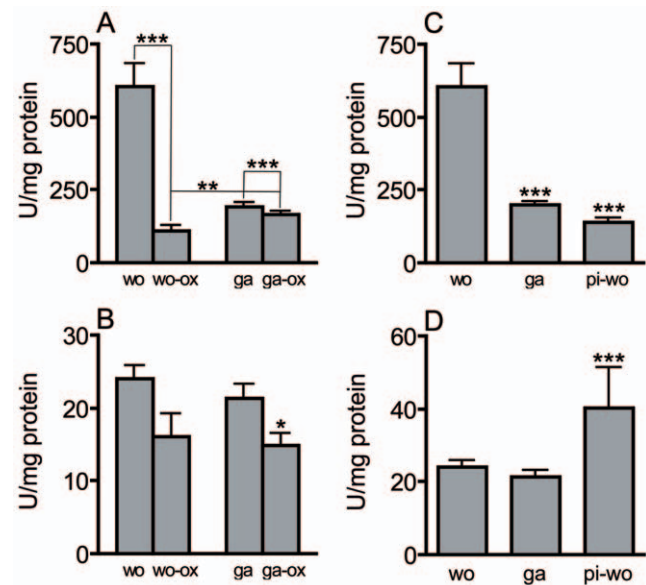 A
750
500
250
0
U/mg protein
***
**
***
wo wo-ox ga ga-ox
B
30
20
10
0
U/mg protein
*
wo wo-ox ga ga-ox
C
750
500
250
0
U/mg protein
***
***
wo ga pi-wo
D
60
40
20
0
U/mg protein
***
wo ga pi-wo